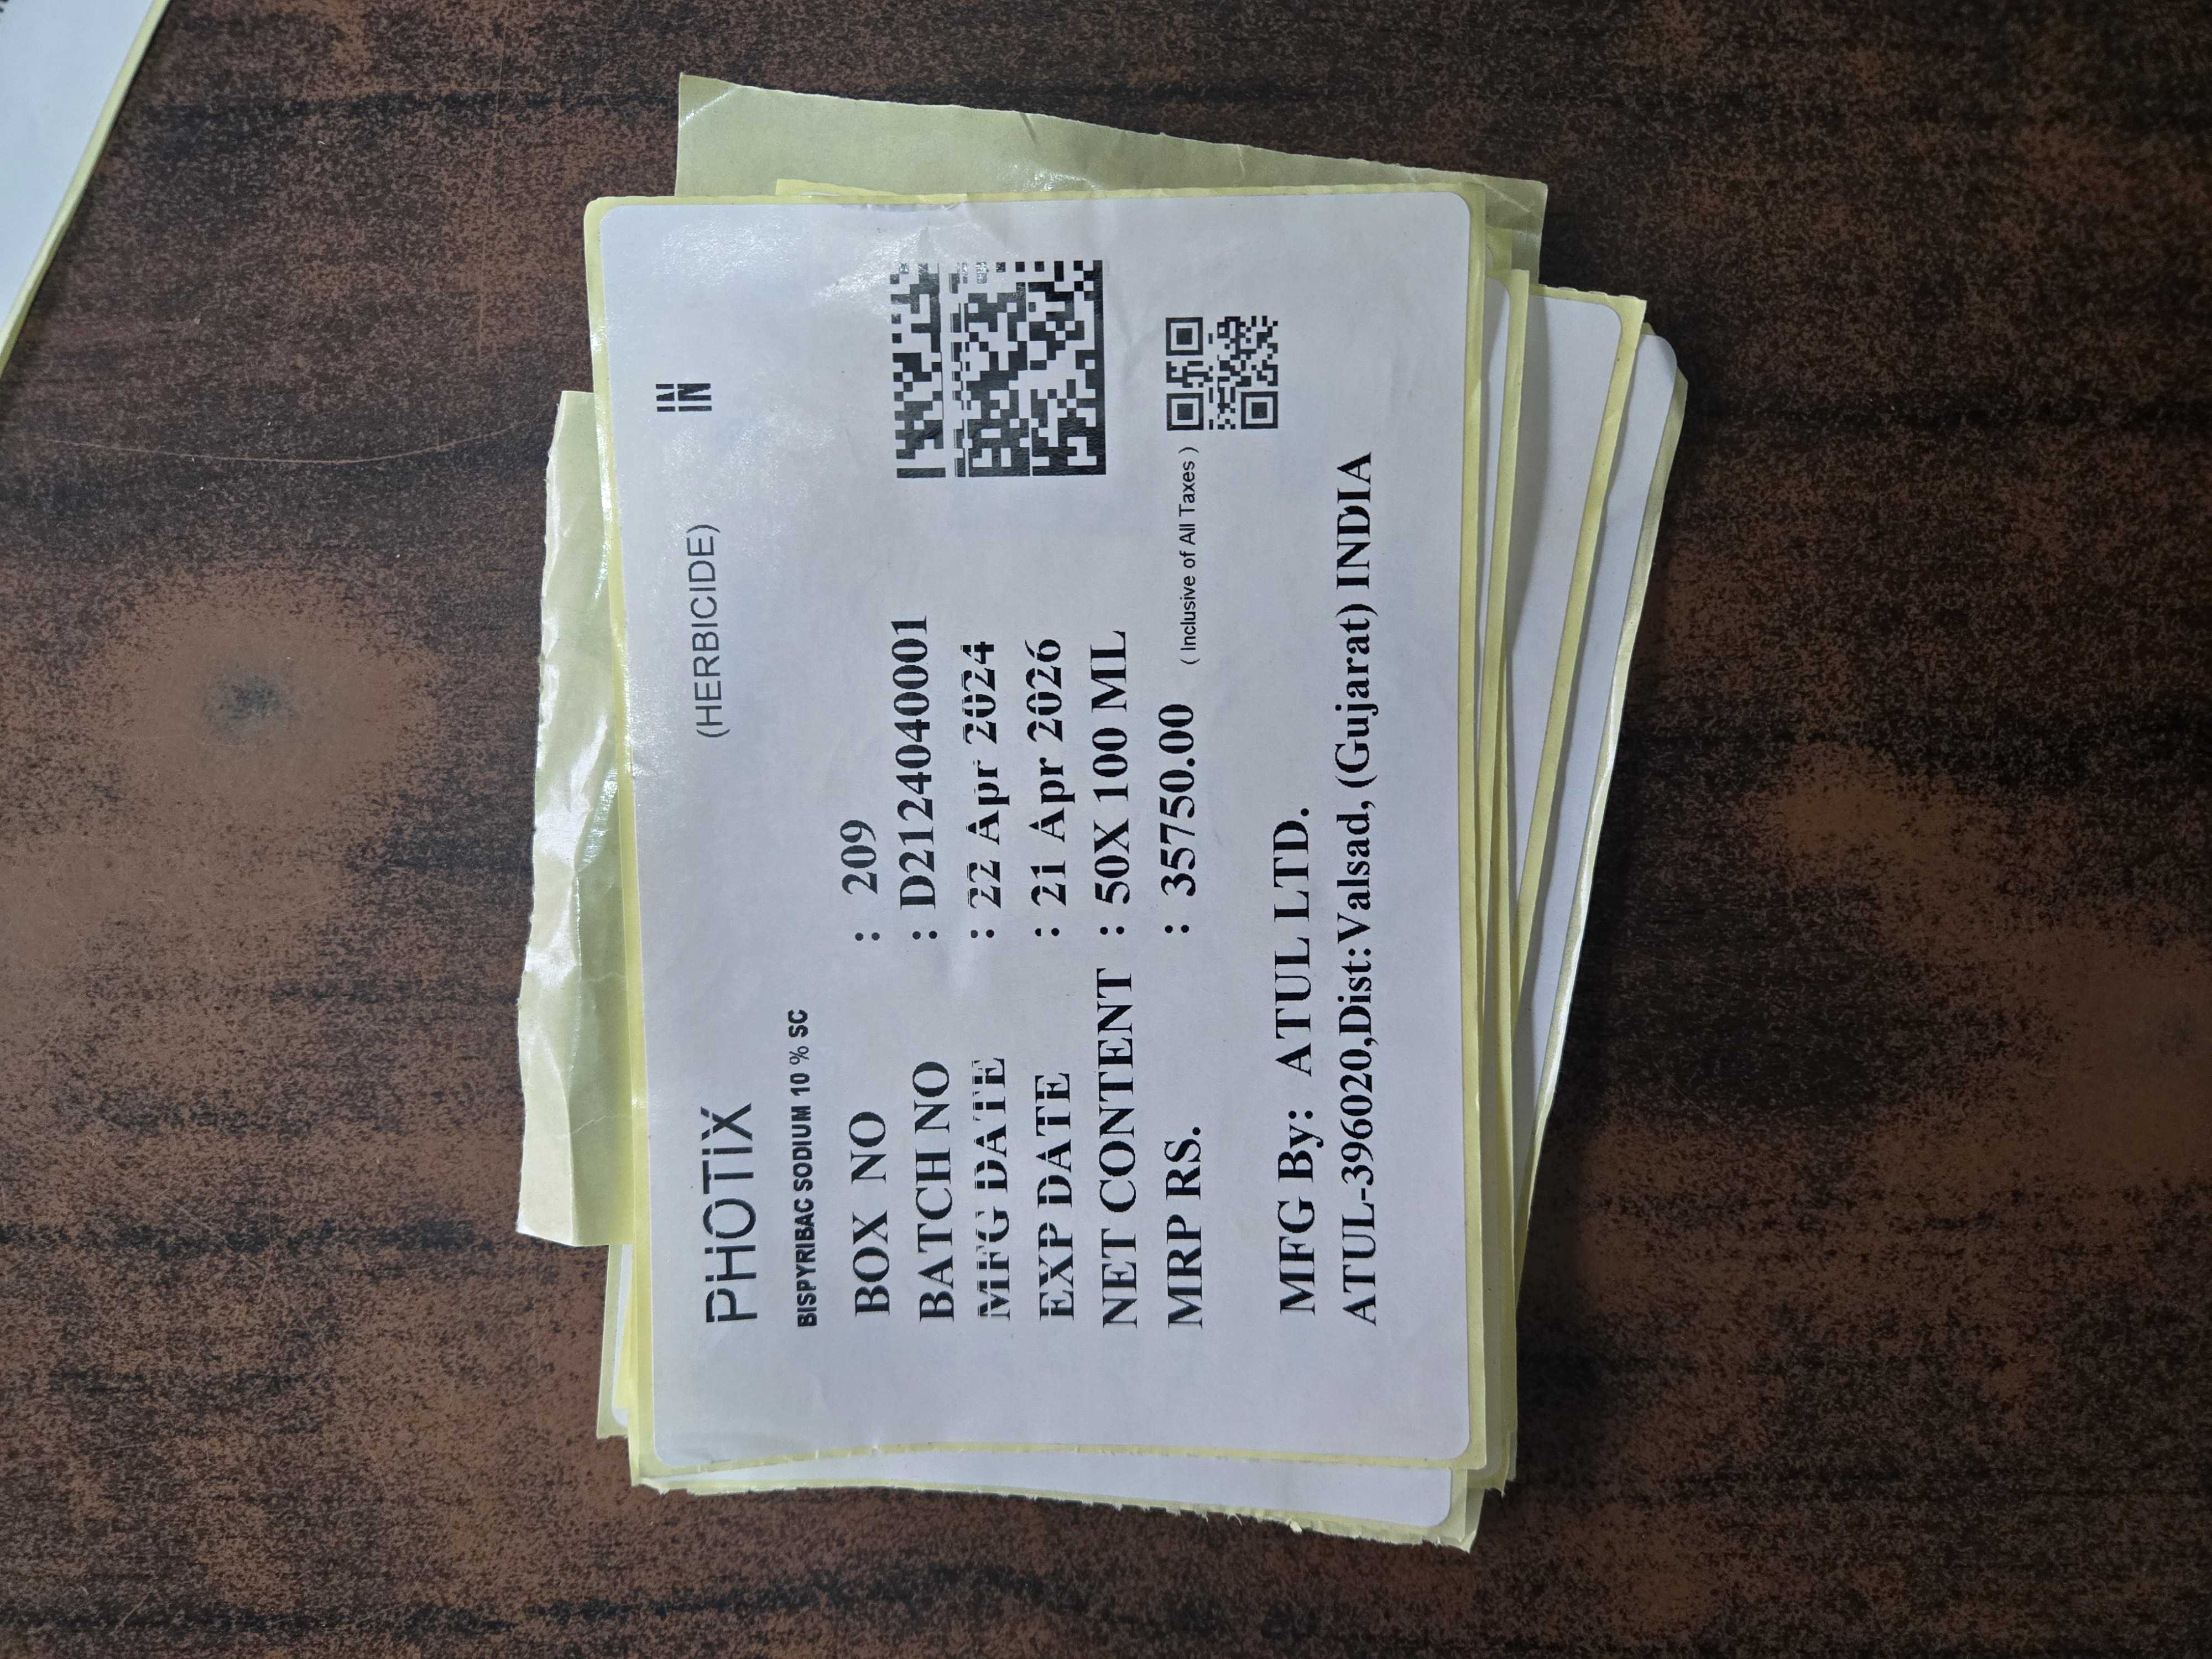 PHOTIX (HERBICIDE) IN
BISPYRIBAC SODIUM 10 % SC
BOX NO : 209
BATCH NO : D2124040001
MFG DATE : 22 Apr 2024
EXP DATE : 21 Apr 2026
NET CONTENT : 50X 100 ML
MRP RS. : 35750.00 ( Inclusive of All Taxes )
MFG By: ATUL LTD.
ATUL-396020,Dist:Valsad, (Gujarat) INDIA